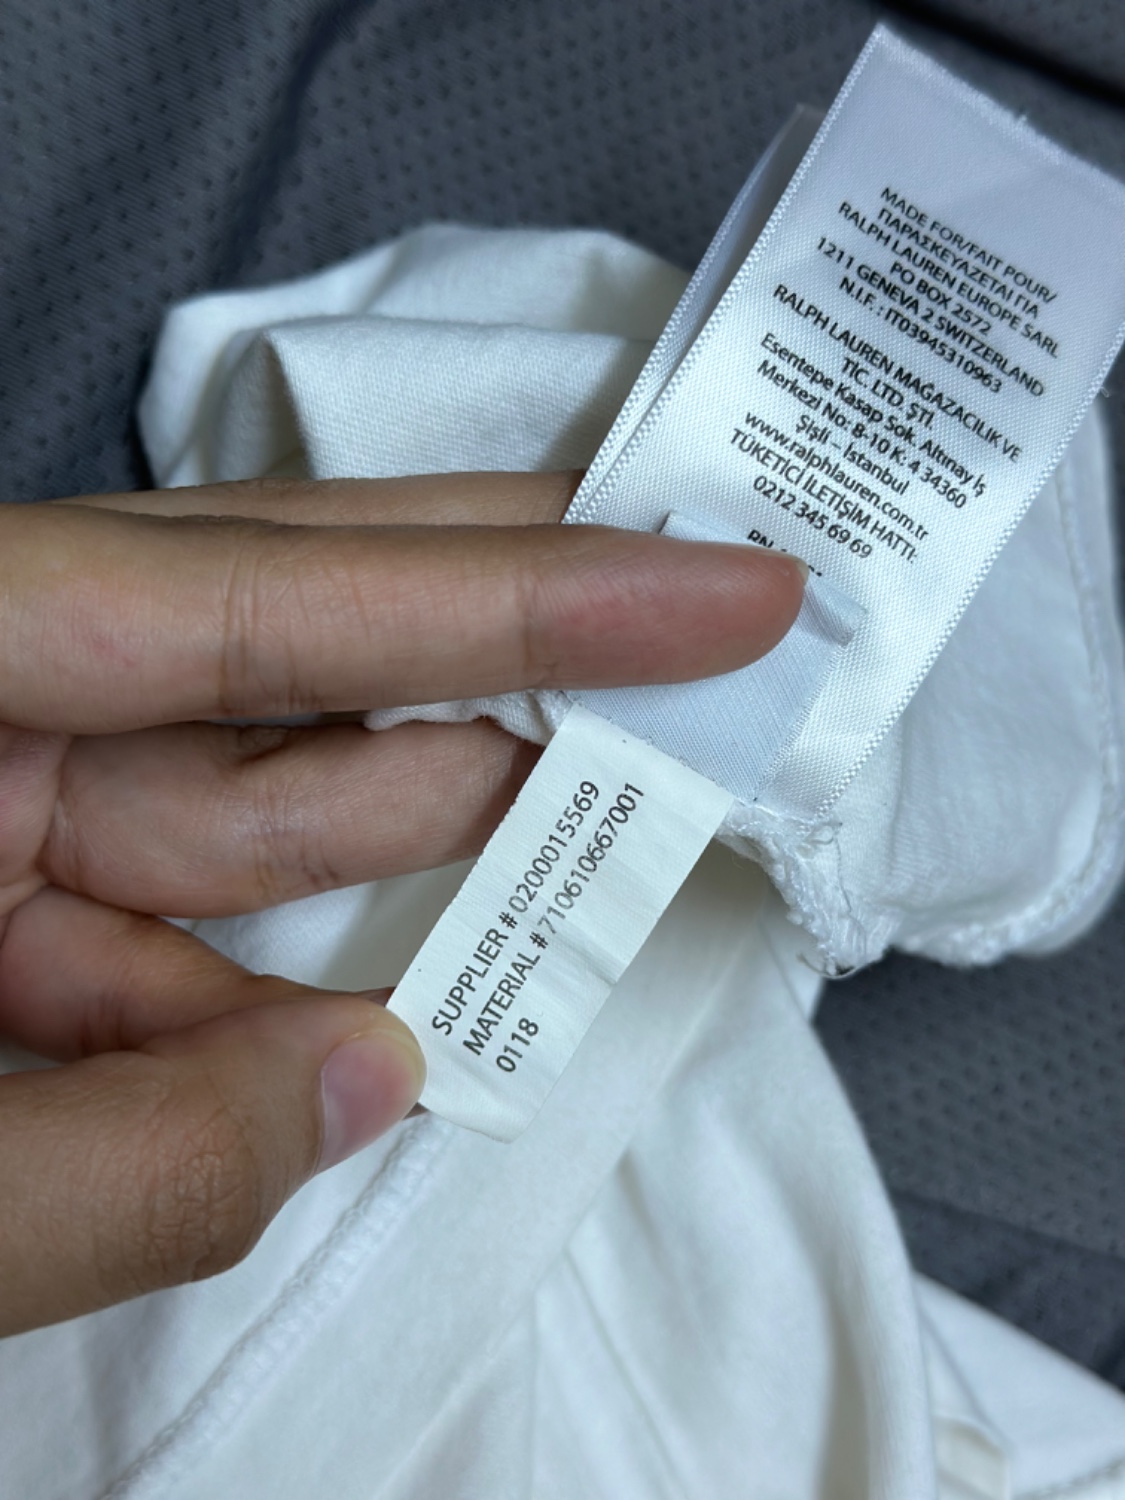 MADE FOR/FAIT POUR/
ΠΑΡΑΣΚΕΥΑΖΕΤΑΙ ΓΙΑ
RALPH LAUREN EUROPE SARL
PO BOX 2572
1211 GENEVA 2 SWITZERLAND
N.I.F. : IT03945310963
RALPH LAUREN MAĞAZACILIK VE
TİC. LTD. ŞTİ.
Esentepe Kasap Sok. Altınay İş
Merkezi No: 8-10 K: 4 34360
Şişli – İstanbul
www.ralphlauren.com.tr
TÜKETİCİ İLETİŞİM HATTI:
0212 345 69 69
RN
SUPPLIER # 0200015569
MATERIAL # 710610667001
0118